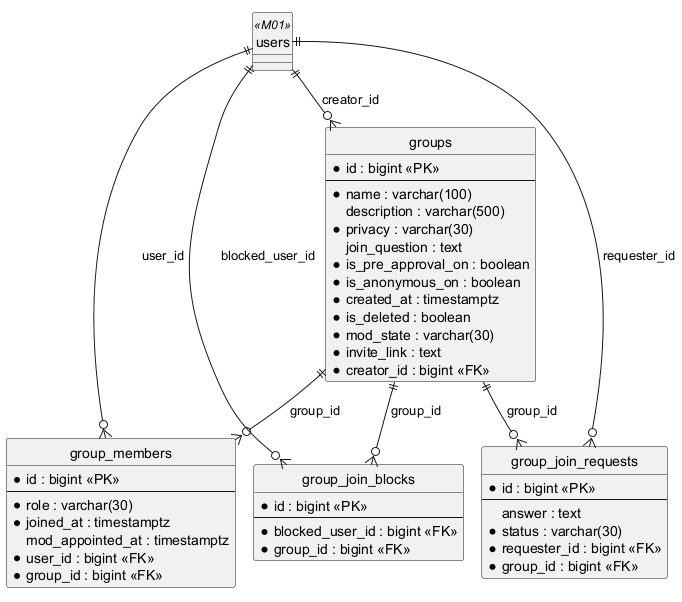 «M01»
users
creator_id
groups
* id : bigint «PK»
* name : varchar(100)
description : varchar(500)
* privacy : varchar(30)
join_question : text
* is_pre_approval_on : boolean
* is_anonymous_on : boolean
* created_at : timestamptz
* is_deleted : boolean
* mod_state : varchar(30)
* invite_link : text
* creator_id : bigint «FK»
user_id
blocked_user_id
requester_id
group_id
group_id
group_id
group_members
* id : bigint «PK»
* role : varchar(30)
* joined_at : timestamptz
mod_appointed_at : timestamptz
* user_id : bigint «FK»
* group_id : bigint «FK»
group_join_blocks
* id : bigint «PK»
* blocked_user_id : bigint «FK»
* group_id : bigint «FK»
group_join_requests
* id : bigint «PK»
answer : text
* status : varchar(30)
* requester_id : bigint «FK»
* group_id : bigint «FK»